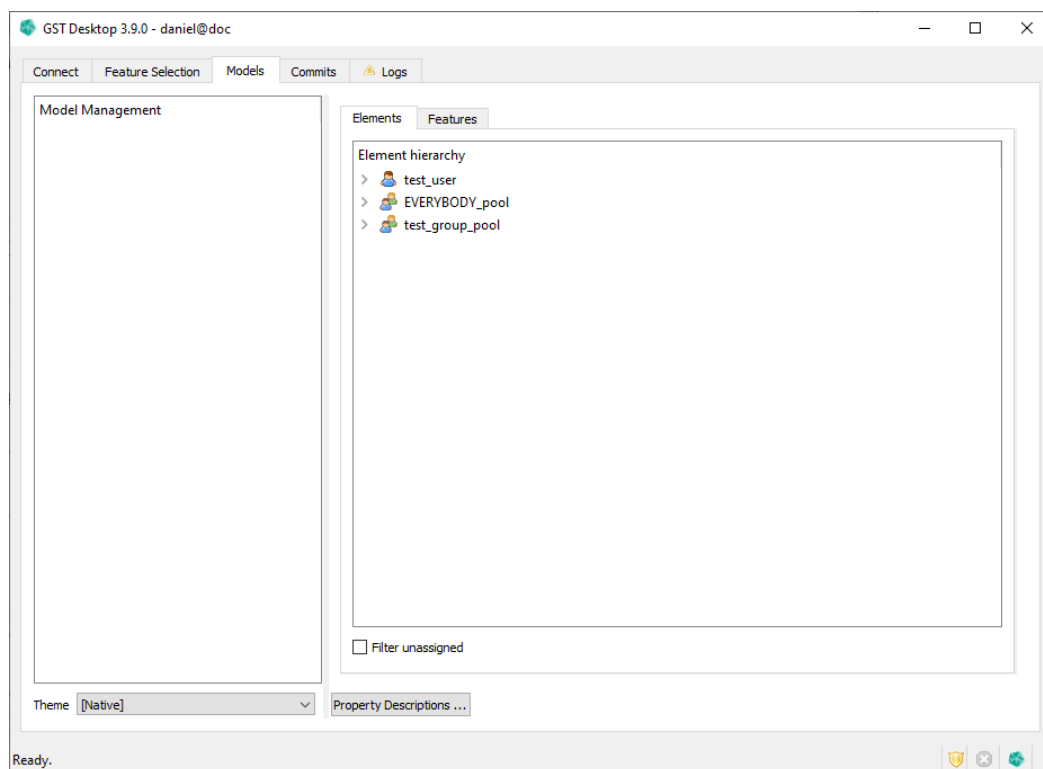 GST Desktop 3.9.0 - daniel@doc
Connect Feature Selection Models Commits Logs
Model Management
Elements Features
Element hierarchy
test_user
EVERYBODY_pool
test_group_pool
Filter unassigned
Theme [Native] Property Descriptions ...
Ready.